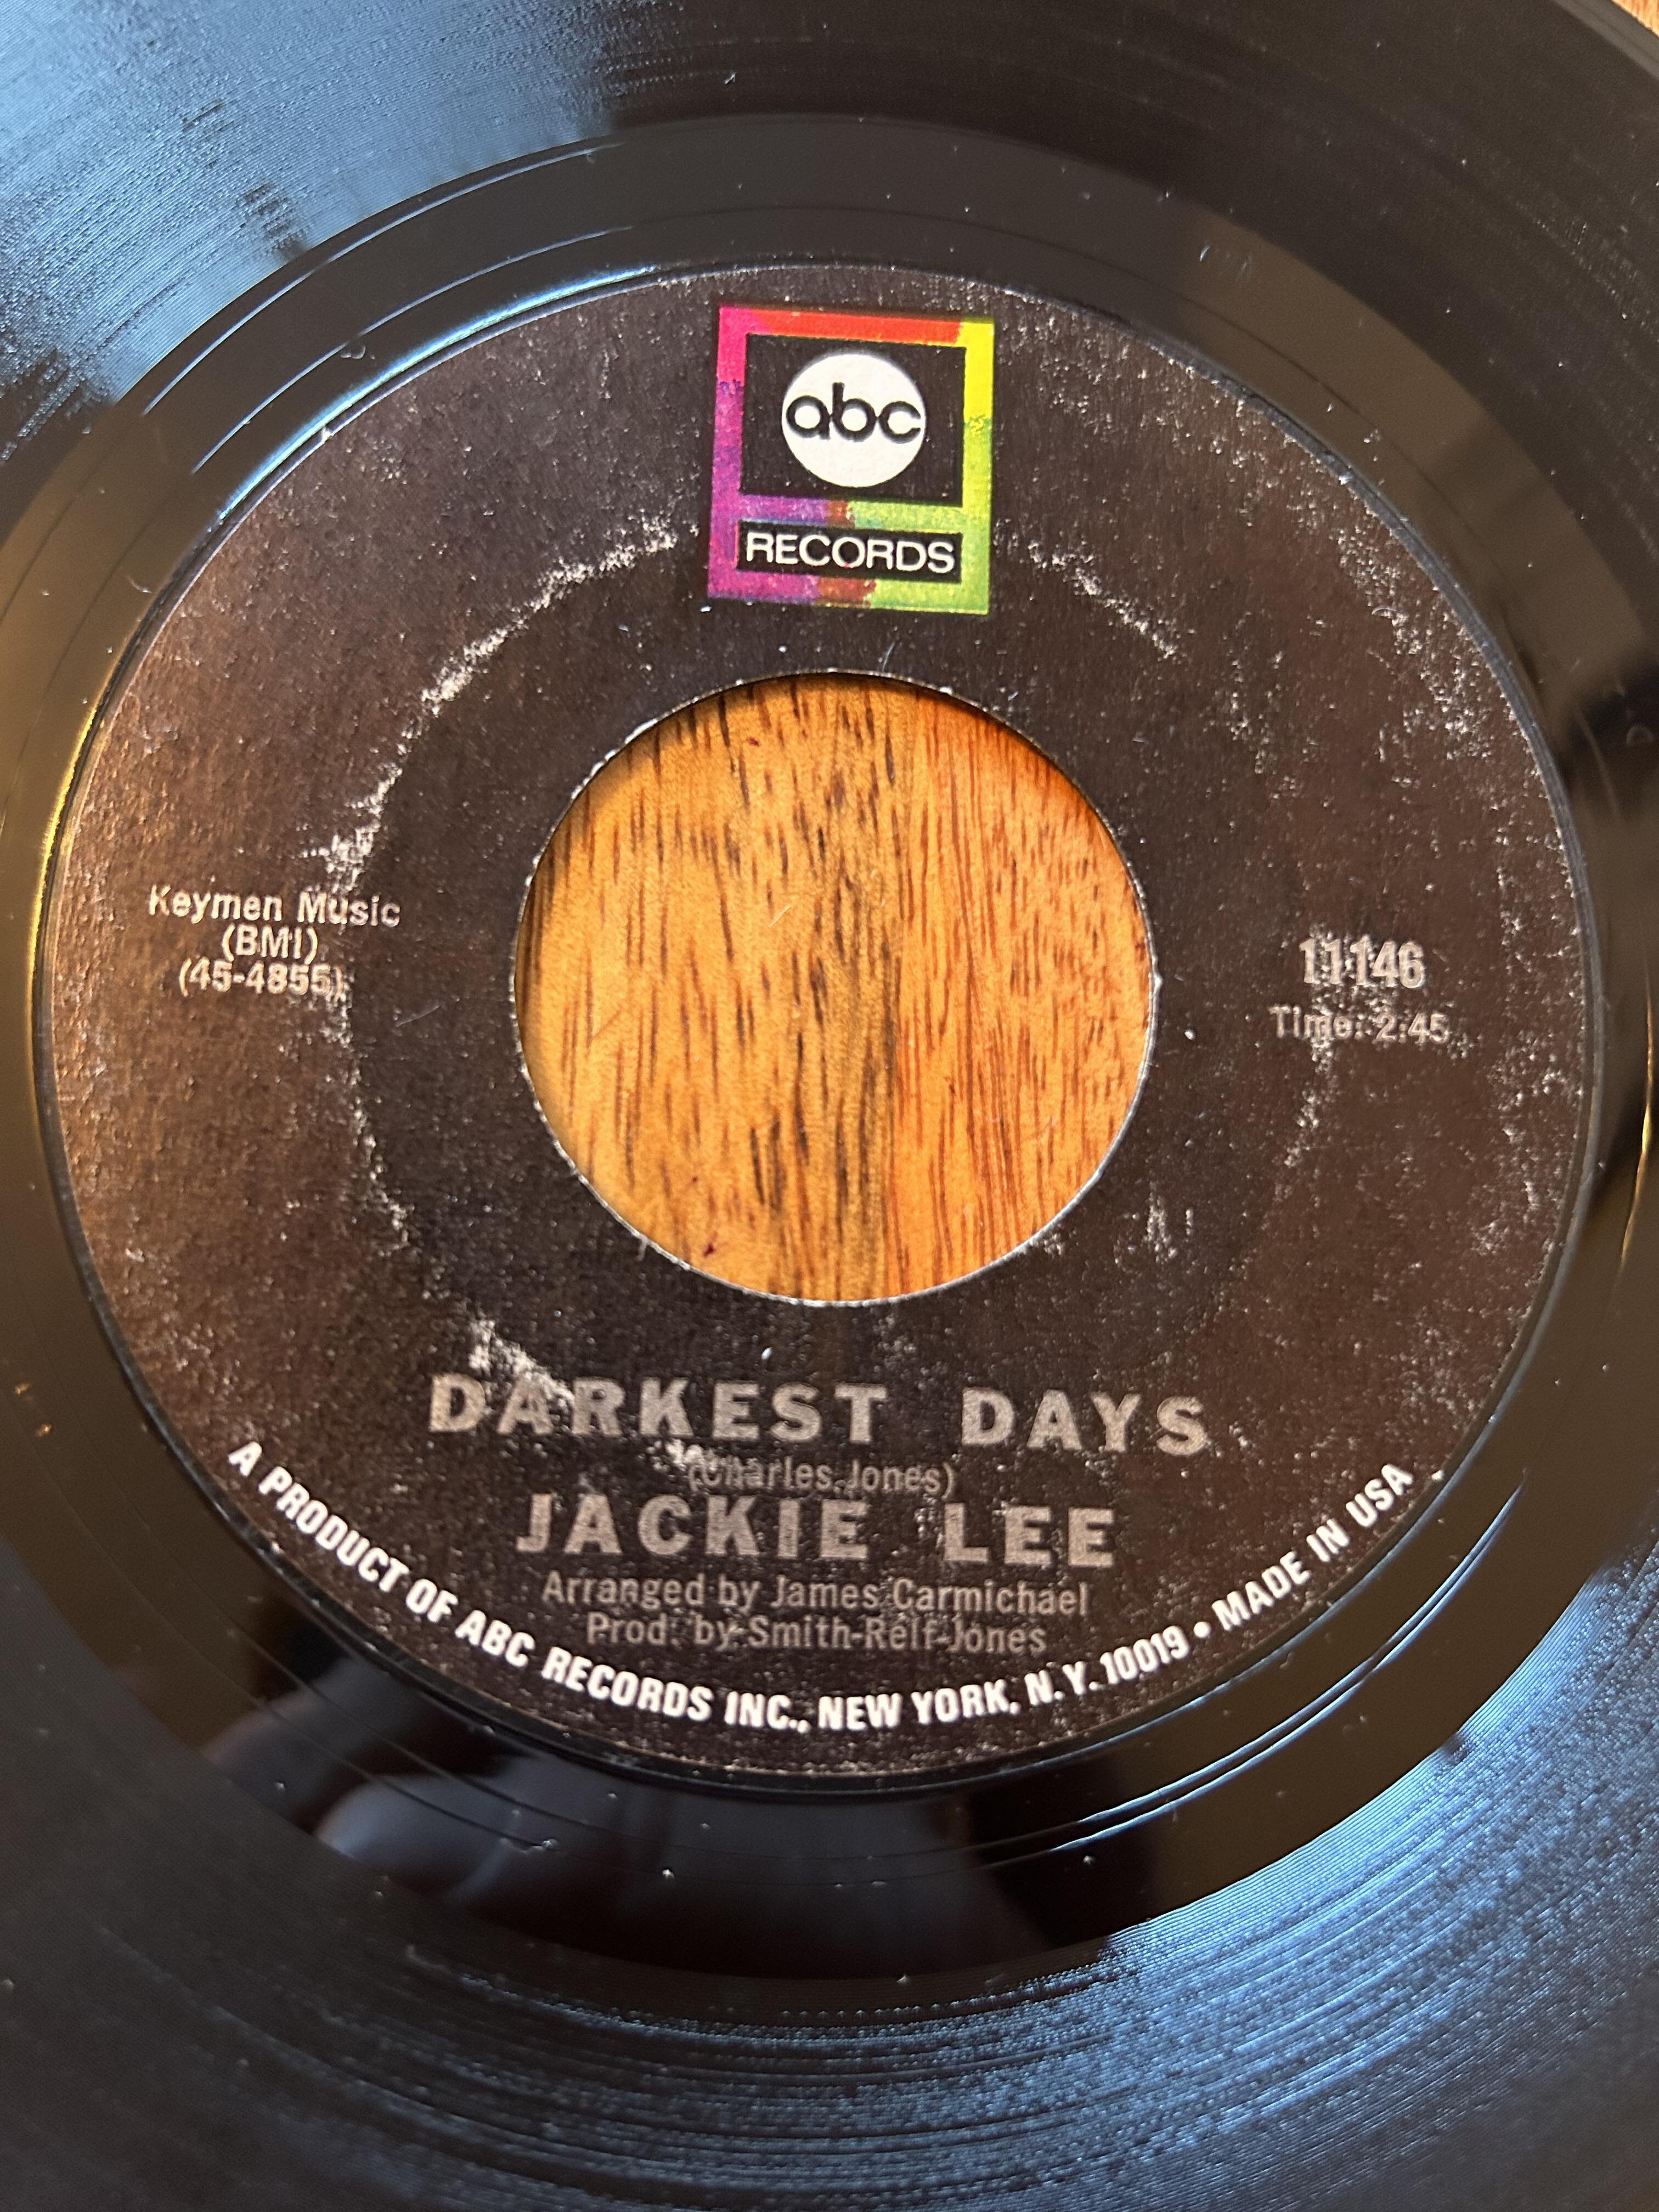 abc
RECORDS
Keymen Music
(BMI)
(45-4855)
11146
Time: 2:45
DARKEST DAYS
(Charles Jones)
JACKIE LEE
Arranged by James Carmichael
Prod. by Smith-Relf-Jones
A PRODUCT OF ABC RECORDS INC., NEW YORK, N.Y. 10019 • MADE IN USA